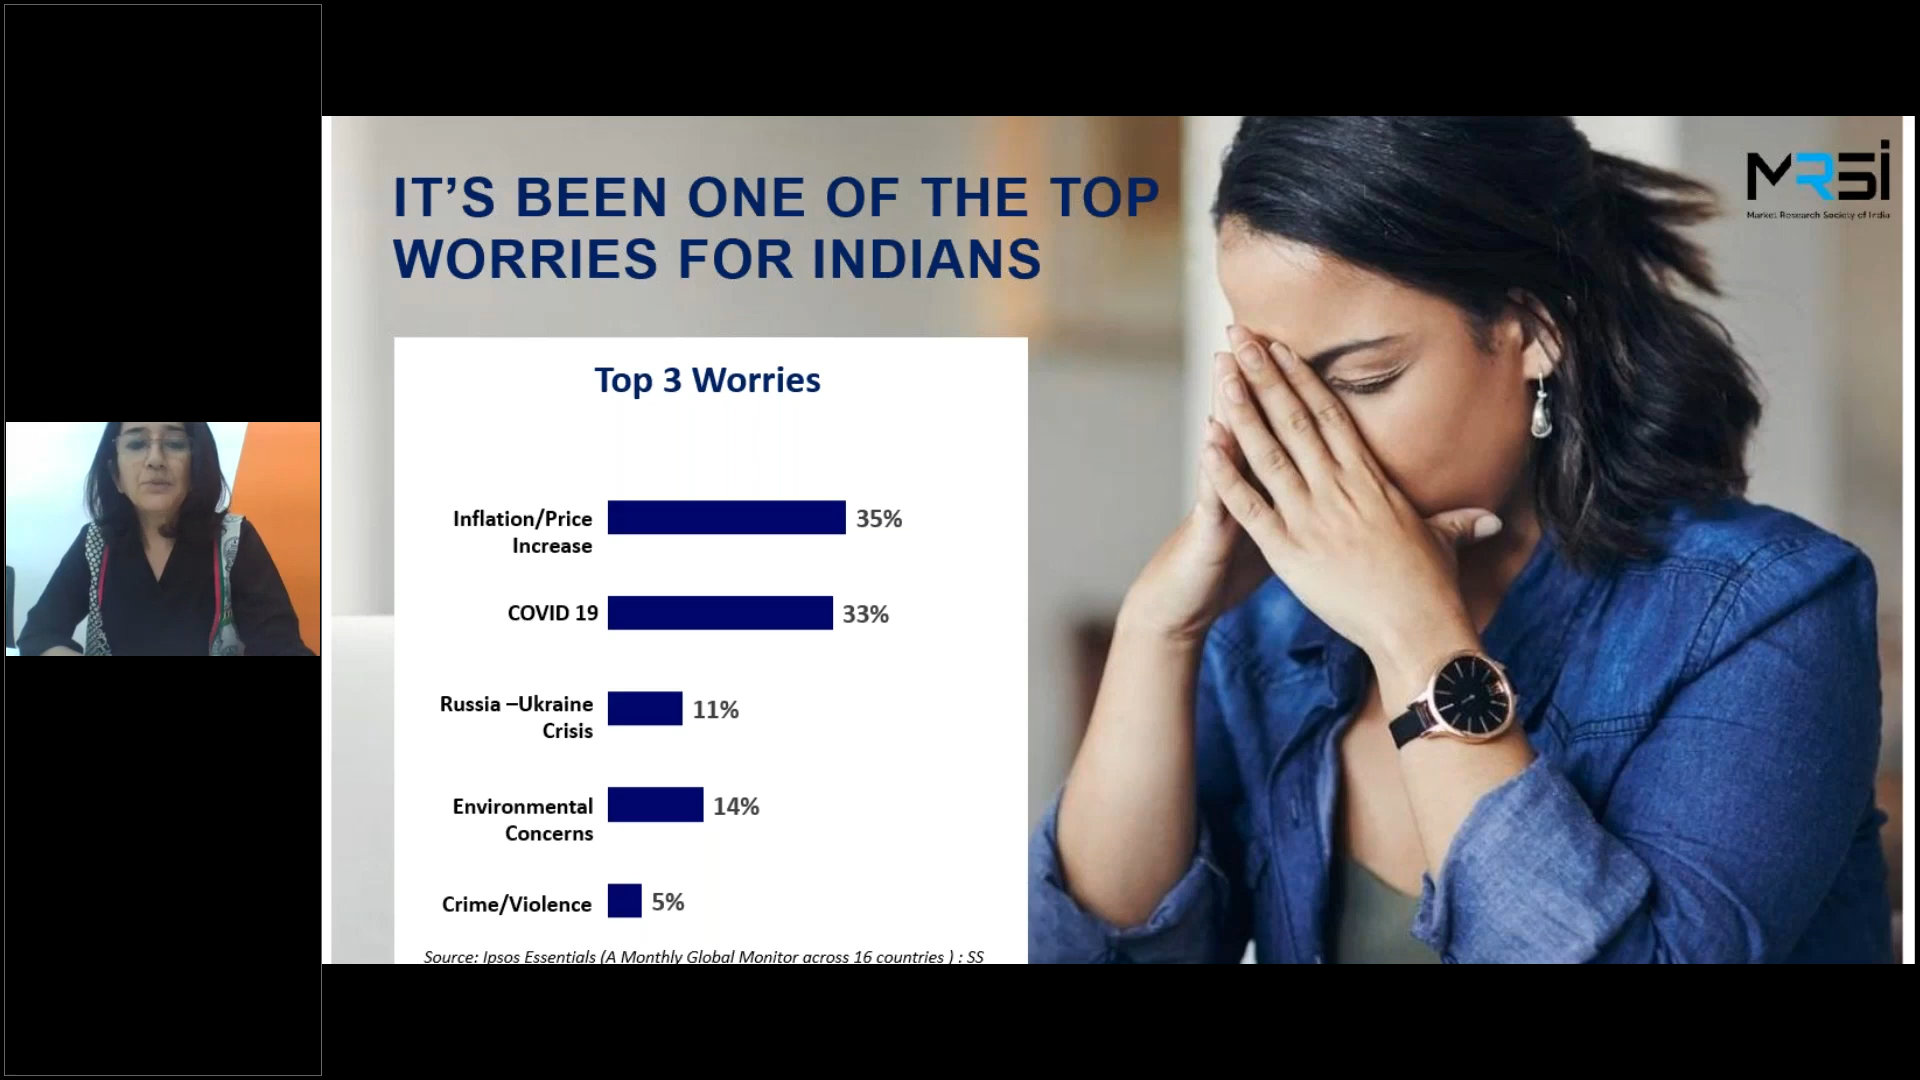 IT’S BEEN ONE OF THE TOP
WORRIES FOR INDIANS
MRSI
Market Research Society of India
Top 3 Worries
Inflation/Price
Increase
35%
COVID 19
33%
Russia –Ukraine
Crisis
11%
Environmental
Concerns
14%
Crime/Violence
5%
Source: Ipsos Essentials (A Monthly Global Monitor across 16 countries ) : SS